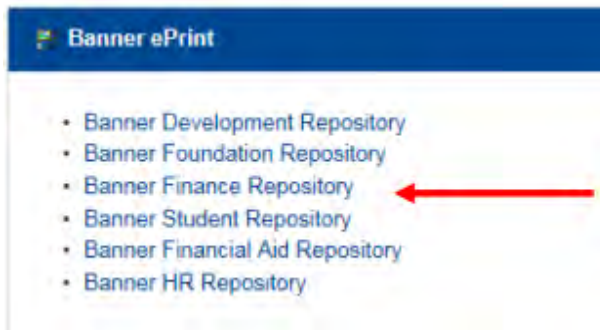 Banner ePrint
Banner Development Repository
Banner Foundation Repository
Banner Finance Repository
Banner Student Repository
Banner Financial Aid Repository
Banner HR Repository